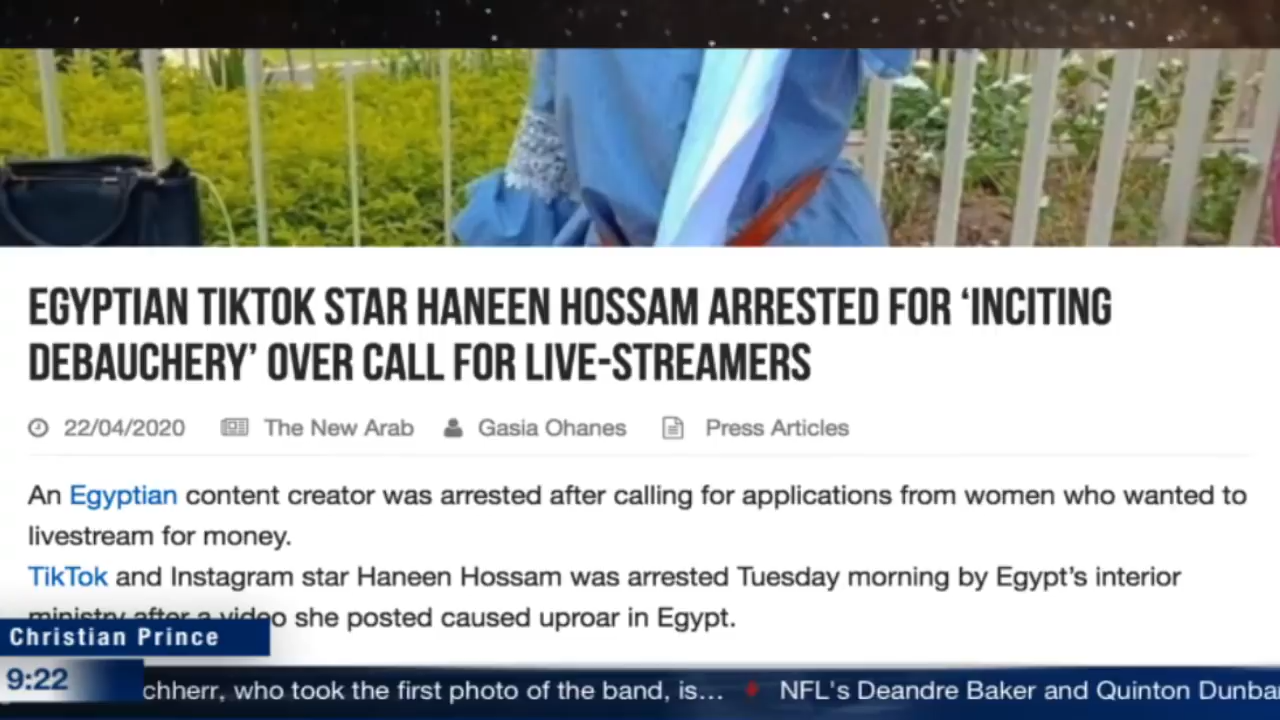 EGYPTIAN TIKTOK STAR HANEEN HOSSAM ARRESTED FOR ‘INCITING
DEBAUCHERY’ OVER CALL FOR LIVE-STREAMERS
22/04/2020 The New Arab Gasia Ohanes Press Articles
An Egyptian content creator was arrested after calling for applications from women who wanted to
livestream for money.
TikTok and Instagram star Haneen Hossam was arrested Tuesday morning by Egypt’s interior
ministry after a video she posted caused uproar in Egypt.
Christian Prince
9:22
chherr, who took the first photo of the band, is... NFL's Deandre Baker and Quinton Dunba